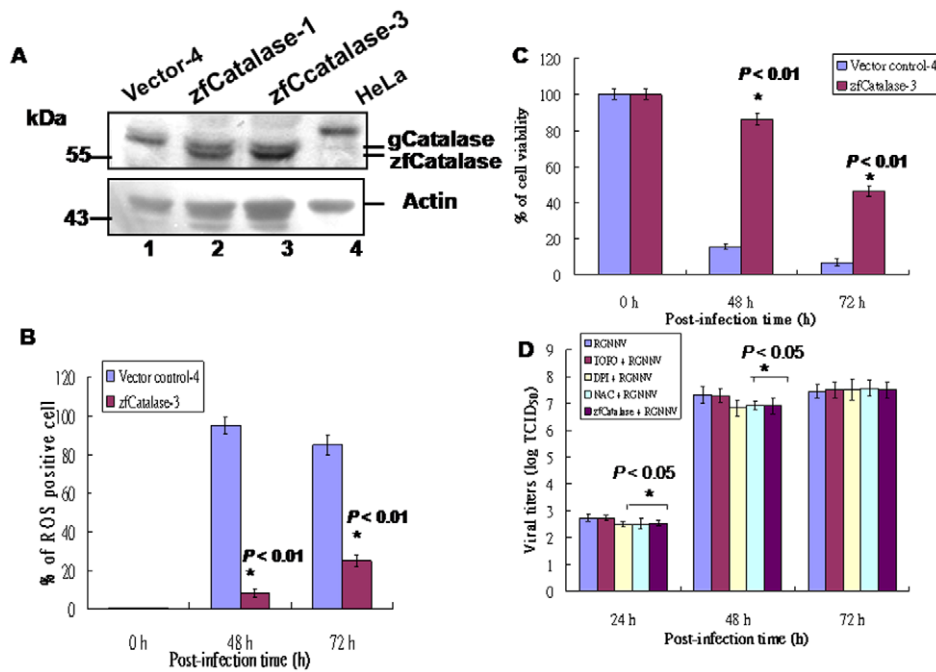 A
Vector-4
zfCatalase-1
zfCcatalase-3
HeLa
kDa
gCatalase
55
zfCatalase
43
Actin
1 2 3 4
B
Vector control-4
zfCatalase-3
% of ROS positive cell
120
100
80
60
40
20
0
P < 0.01
*
P < 0.01
*
0 h 48 h 72 h
Post-infection time (h)
C
Vector control-4
zfCatalase-3
% of cell viability
120
100
80
60
40
20
0
P < 0.01
*
P < 0.01
*
0 h 48 h 72 h
Post-infection time (h)
D
RGNNV
TOPO + RGNNV
DPI + RGNNV
NAC + RGNNV
zfCatalase + RGNNV
Viral titers (log TCID50)
9
8
7
6
5
4
3
2
1
0
P < 0.05
*
P < 0.05
*
24 h 48 h 72 h
Post-infection time (h)